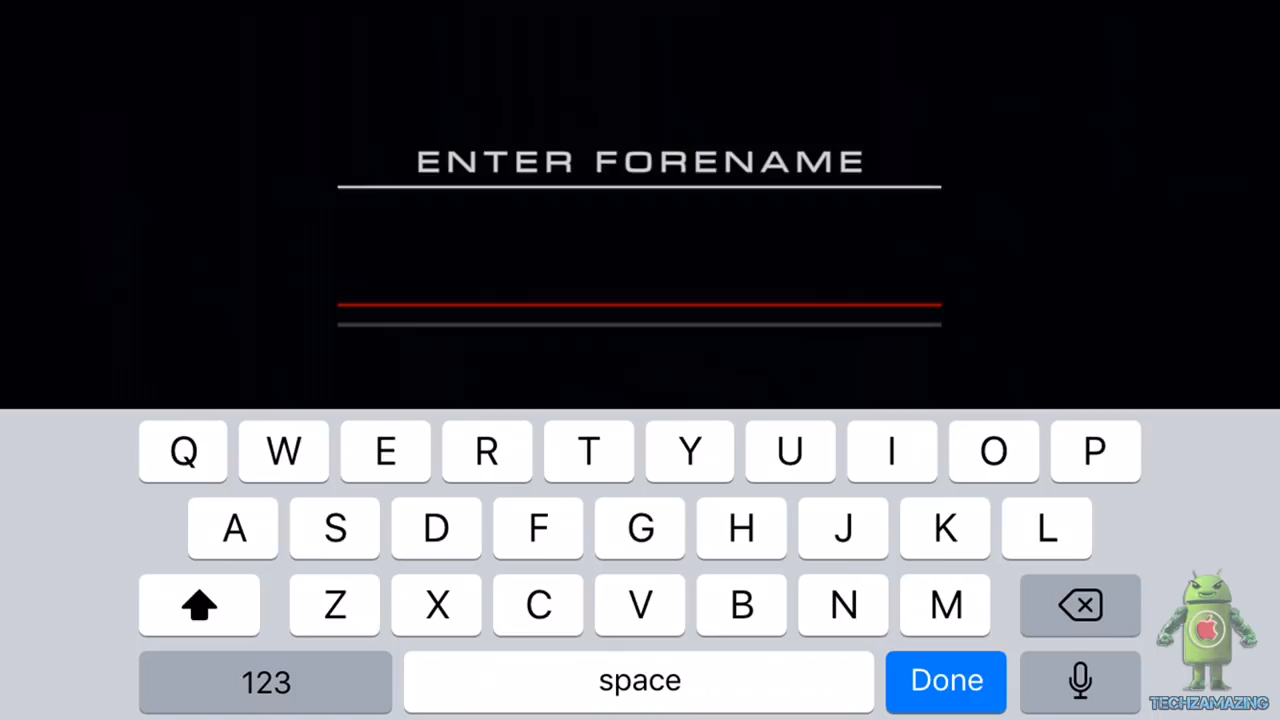 ENTER FORENAME
Q W E R T Y U I O P
A S D F G H J K L
Z X C V B N M
123 space Done
TECHZAMAZING